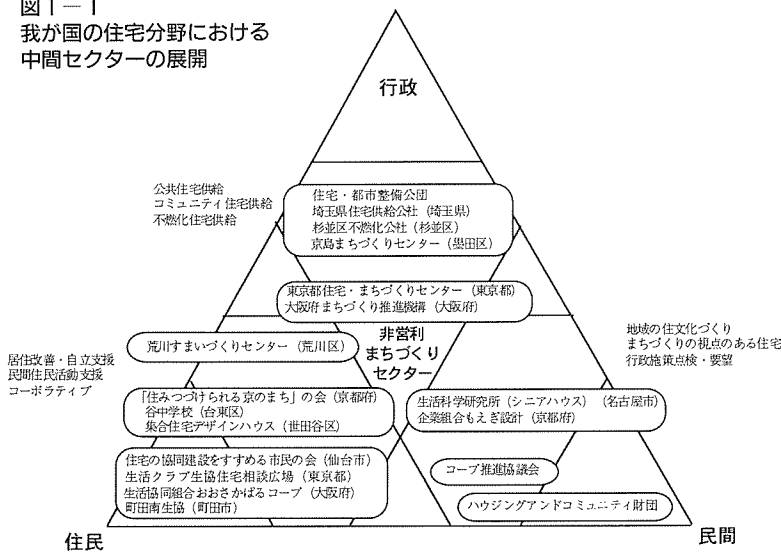 図1―1
我が国の住宅分野における
中間セクターの展開
行政
公共住宅供給
コミュニティ住宅供給
不燃化住宅供給
住宅・都市整備公団
埼玉県住宅供給公社(埼玉県)
杉並区不燃化公社(杉並区)
京島まちづくりセンター(墨田区)
東京都住宅・まちづくりセンター(東京都)
大阪府まちづくり推進機構(大阪府)
荒川すまいづくりセンター(荒川区)
非営利
まちづくり
セクター
地域の住文化づくり
まちづくりの視点のある住宅
行政施策点検・要望
居住改善・自立支援
民間住民活動支援
コーポラティブ
「住みつづけられる京のまち」の会(京都府)
谷中学校(台東区)
集合住宅デザインハウス(世田谷区)
生活科学研究所(シニアハウス) (名古屋市)
企業組合もえぎ設計(京都府)
住宅の協同建設をすすめる市民の会(仙台市)
生活クラブ生協住宅相談広場(東京都)
生活協同組合おおさかぱるコープ(大阪府)
町田南生協(町田市)
コープ推進協議会
ハウジングアンドコミュニティ財団
住民
民間